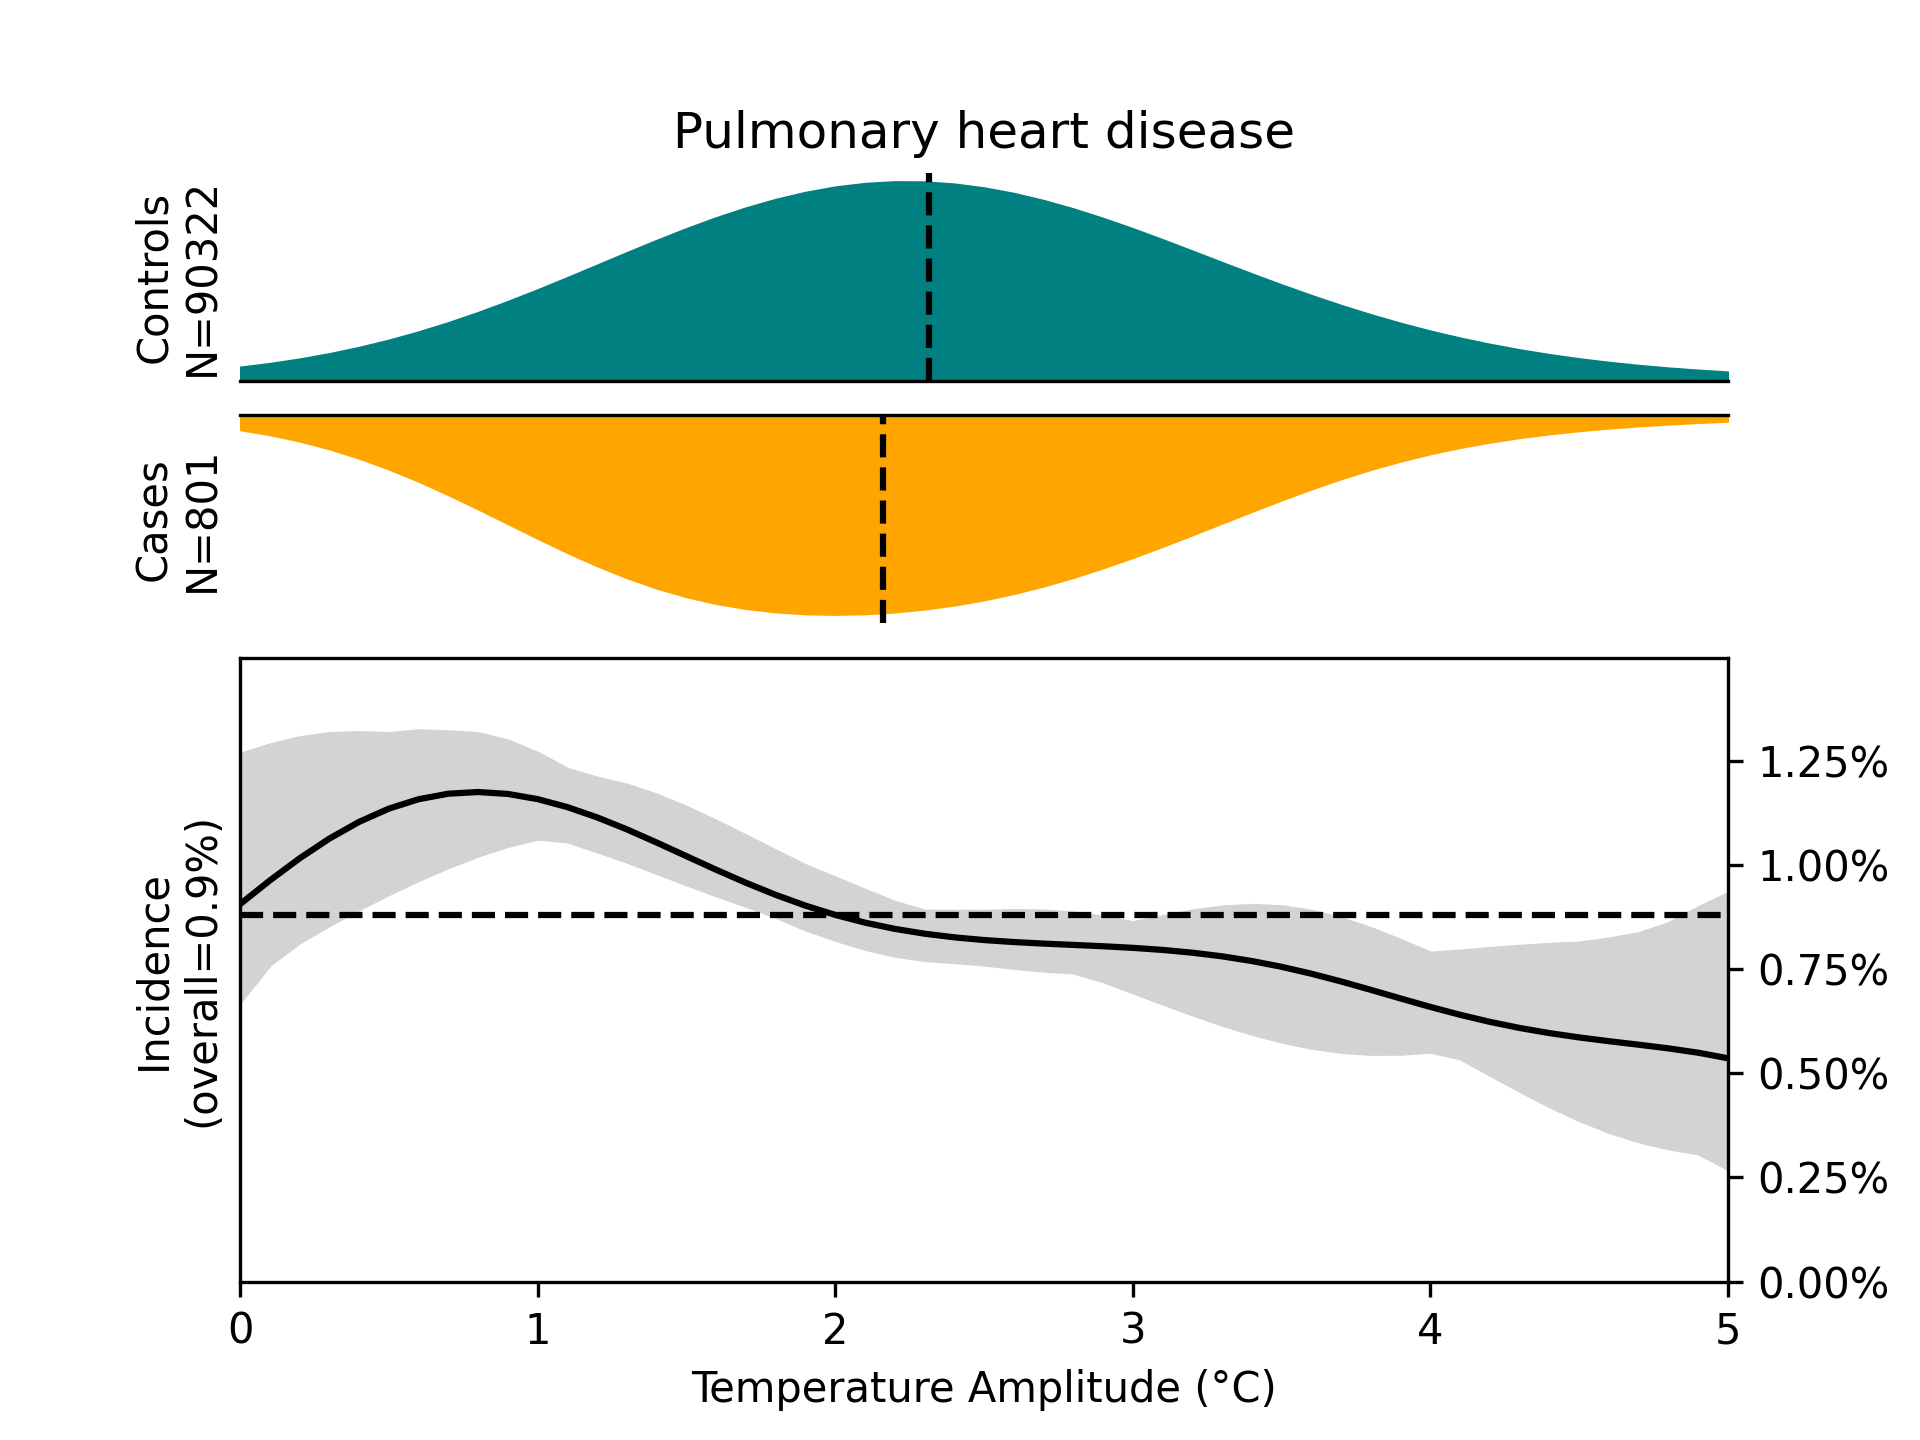 Pulmonary heart disease
Controls
N=90322
Cases
N=801
Incidence
(overall=0.9%)
1.25%
1.00%
0.75%
0.50%
0.25%
0.00%
0 1 2 3 4 5
Temperature Amplitude (°C)